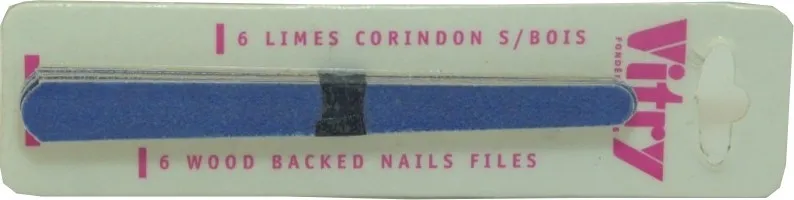 6 LIMES CORINDON S/BOIS
Vitry
6 WOOD BACKED NAILS FILES